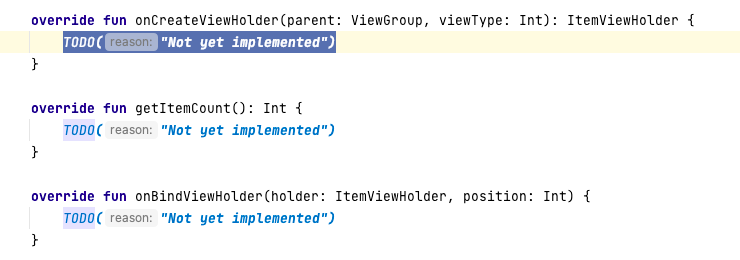 override fun onCreateViewHolder(parent: ViewGroup, viewType: Int): ItemViewHolder {
TODO( reason: "Not yet implemented")
}
override fun getItemCount(): Int {
TODO( reason: "Not yet implemented")
}
override fun onBindViewHolder(holder: ItemViewHolder, position: Int) {
TODO( reason: "Not yet implemented")
}